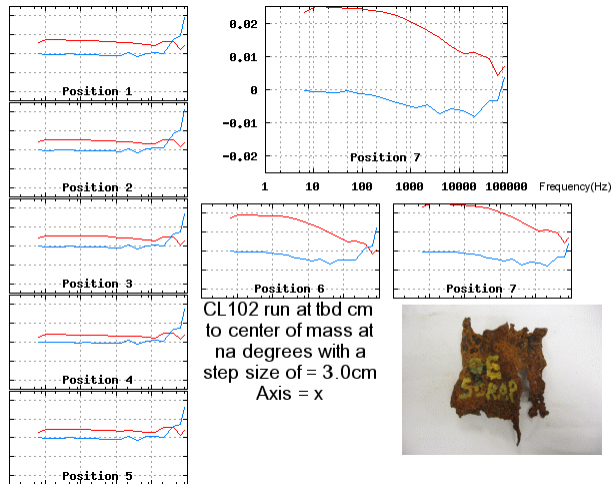 Position 1
Position 2
Position 3
Position 4
Position 5
0.02
0.01
0
-0.01
-0.02
Position 7
1 10 100 1000 10000 100000 Frequency(Hz)
Position 6
Position 7
CL102 run at tbd cm
to center of mass at
na degrees with a
step size of = 3.0cm
Axis = x